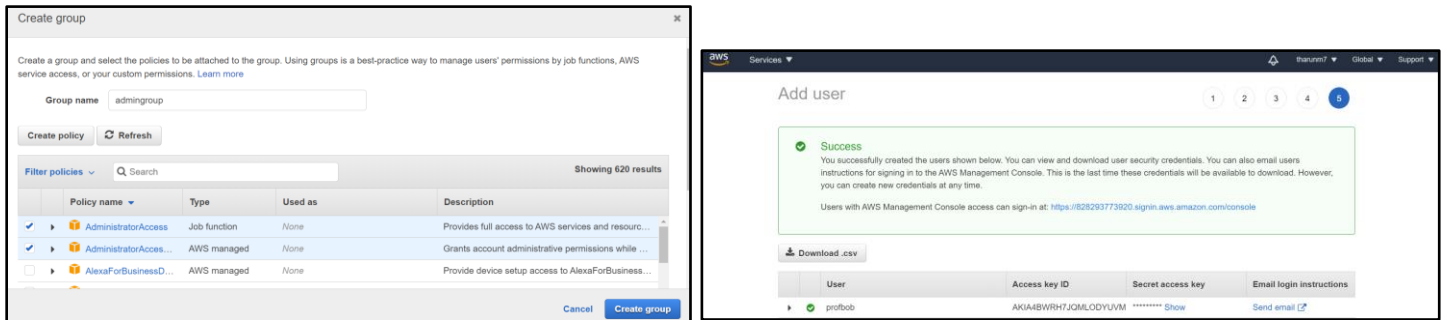 Create group
Create a group and select the policies to be attached to the group. Using groups is a best-practice way to manage users' permissions by job functions, AWS
service access, or your custom permissions. Learn more
Group name admingroup
Create policy Refresh
Filter policies Search Showing 620 results
Policy name Type Used as Description
AdministratorAccess Job function None Provides full access to AWS services and resourc...
AdministratorAcces... AWS managed None Grants account administrative permissions while ...
AlexaForBusinessD... AWS managed None Provide device setup access to AlexaForBusiness...
Cancel Create group
aws Services tharunm7 Global Support
Add user 1 2 3 4 5
Success
You successfully created the users shown below. You can view and download user security credentials. You can also email users
instructions for signing in to the AWS Management Console. This is the last time these credentials will be available to download. However,
you can create new credentials at any time.
Users with AWS Management Console access can sign-in at: https://828293773920.signin.aws.amazon.com/console
Download .csv
User Access key ID Secret access key Email login instructions
profbob AKIA4BWRH7JQMLODYUVM ********* Show Send email